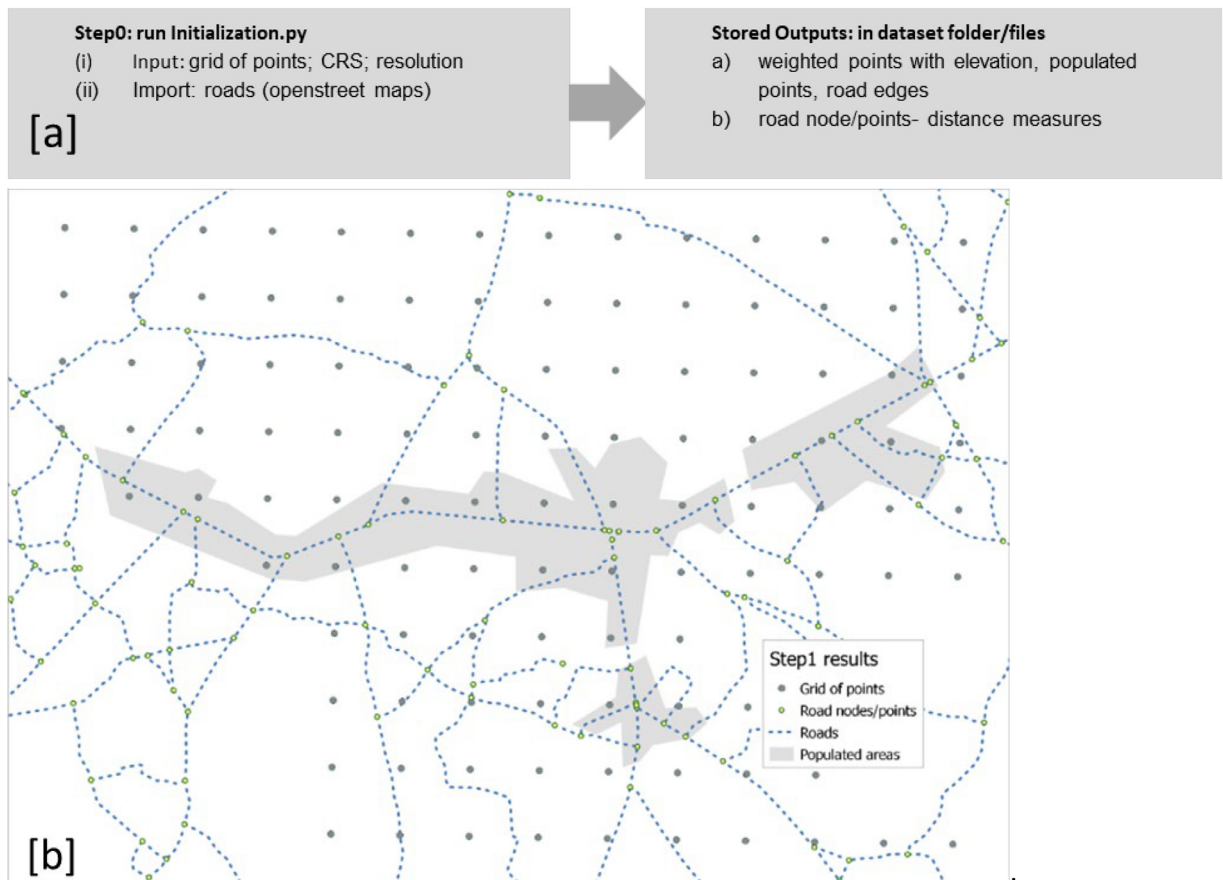 Step0: run Initialization.py
(i) Input: grid of points; CRS; resolution
(ii) Import: roads (openstreet maps)
[a]
Stored Outputs: in dataset folder/files
a) weighted points with elevation, populated
points, road edges
b) road node/points- distance measures
Step1 results
Grid of points
Road nodes/points
Roads
Populated areas
[b]